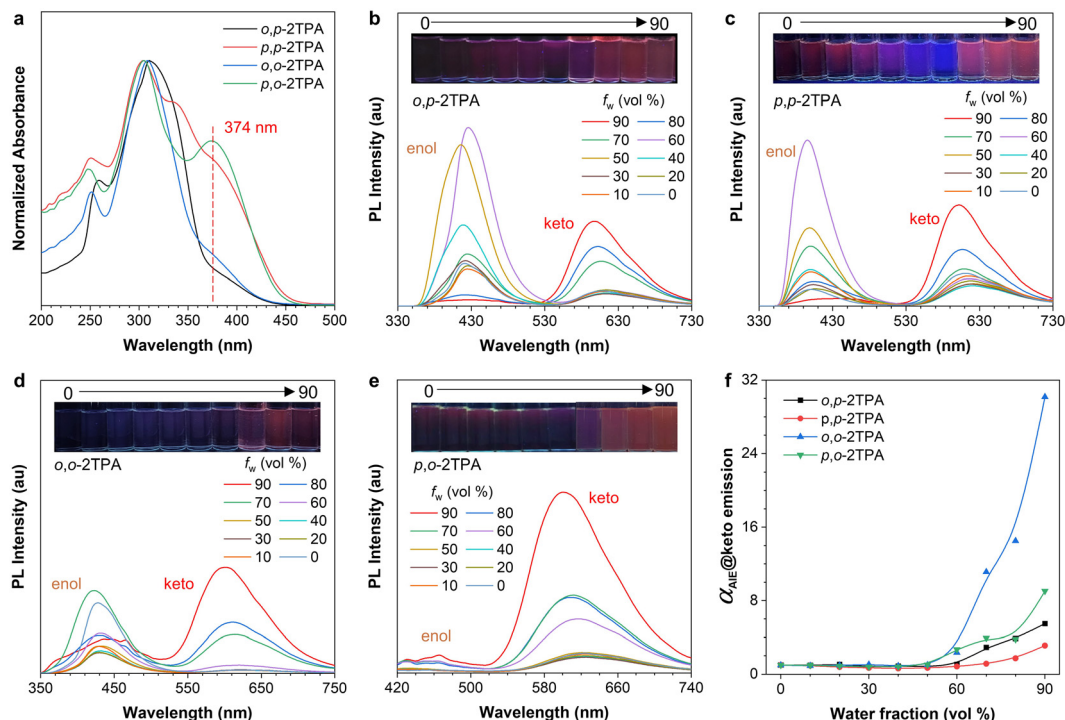 a
o,p-2TPA
p,p-2TPA
o,o-2TPA
p,o-2TPA
374 nm
Normalized Absorbance
200 250 300 350 400 450 500
Wavelength (nm)
b
0 90
o,p-2TPA
fw (vol %)
90 80
70 60
50 40
30 20
10 0
enol
keto
PL Intensity (au)
330 430 530 630 730
Wavelength (nm)
c
0 90
p,p-2TPA
fw (vol %)
90 80
70 60
50 40
30 20
10 0
enol
keto
PL Intensity (au)
330 430 530 630 730
Wavelength (nm)
d
0 90
o,o-2TPA
fw (vol %)
90 80
70 60
50 40
30 20
10 0
enol
keto
PL Intensity (au)
350 450 550 650 750
Wavelength (nm)
e
0 90
p,o-2TPA
fw (vol %)
90 80
70 60
50 40
30 20
10 0
enol
keto
PL Intensity (au)
420 500 580 660 740
Wavelength (nm)
f
32
24
16
8
4
0
o,p-2TPA
p,p-2TPA
o,o-2TPA
p,o-2TPA
αAIE@keto emission
0 30 60 70 80 90
Water fraction (vol %)